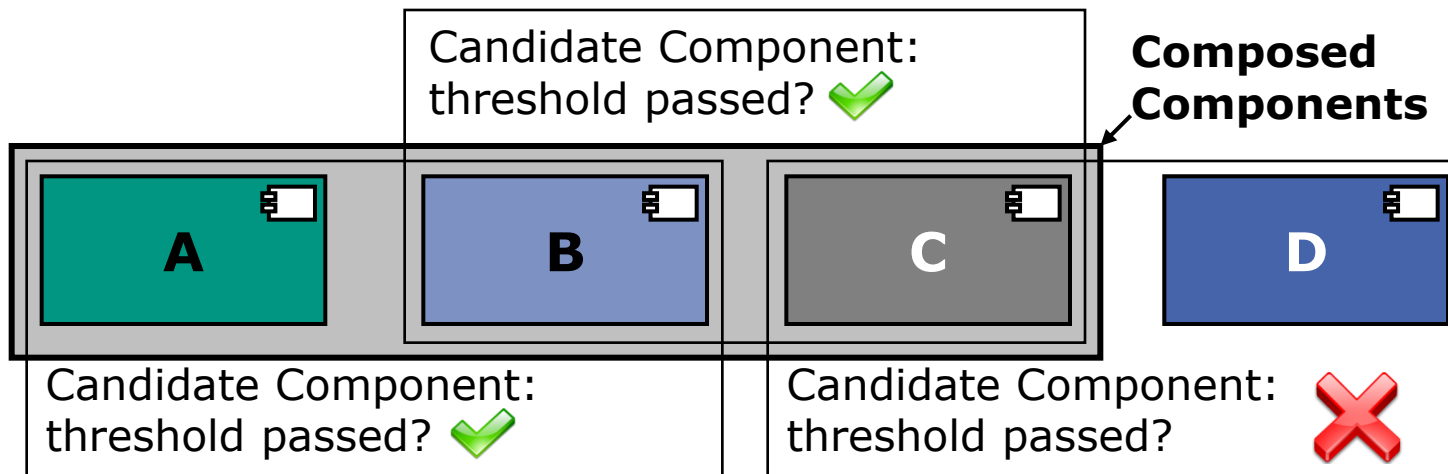 Candidate Component:
threshold passed?
Composed
Components
A
B
C
D
Candidate Component:
threshold passed?
Candidate Component:
threshold passed?